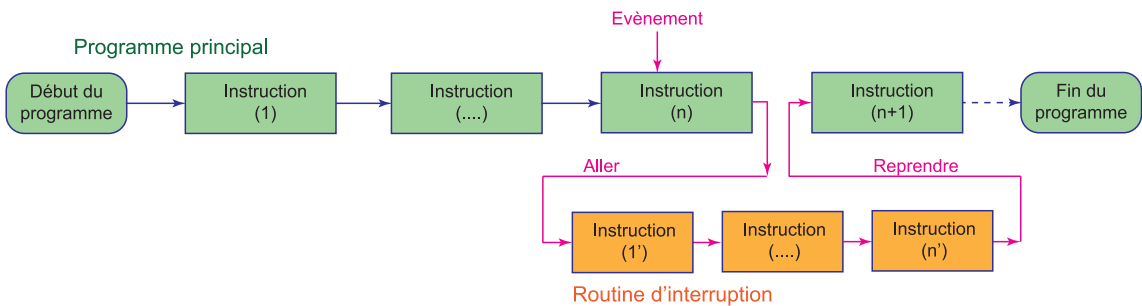 Evènement
Programme principal
Début du
programme
Instruction
(1)
Instruction
(....)
Instruction
(n)
Instruction
(n+1)
Fin du
programme
Aller
Reprendre
Instruction
(1')
Instruction
(....)
Instruction
(n')
Routine d'interruption